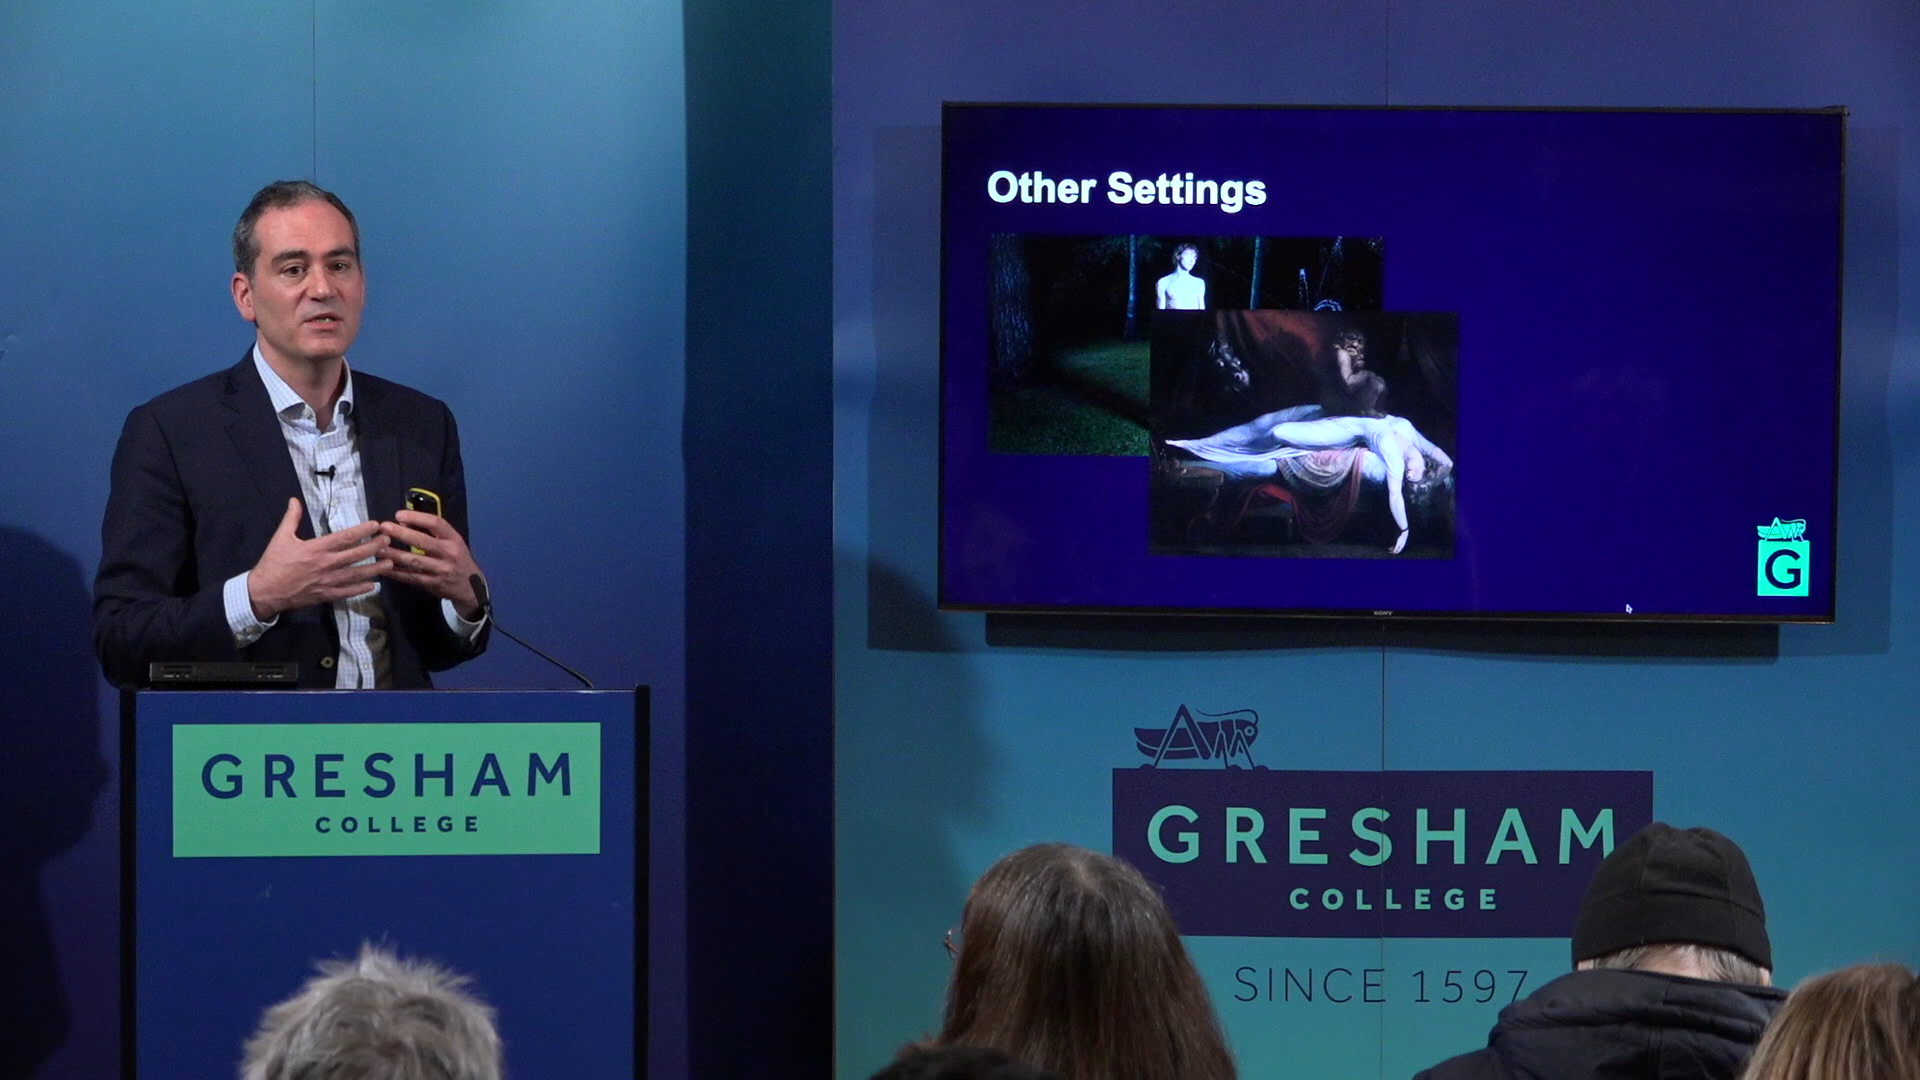 Other Settings
G
SONY
GRESHAM
COLLEGE
GRESHAM
COLLEGE
SINCE 1597